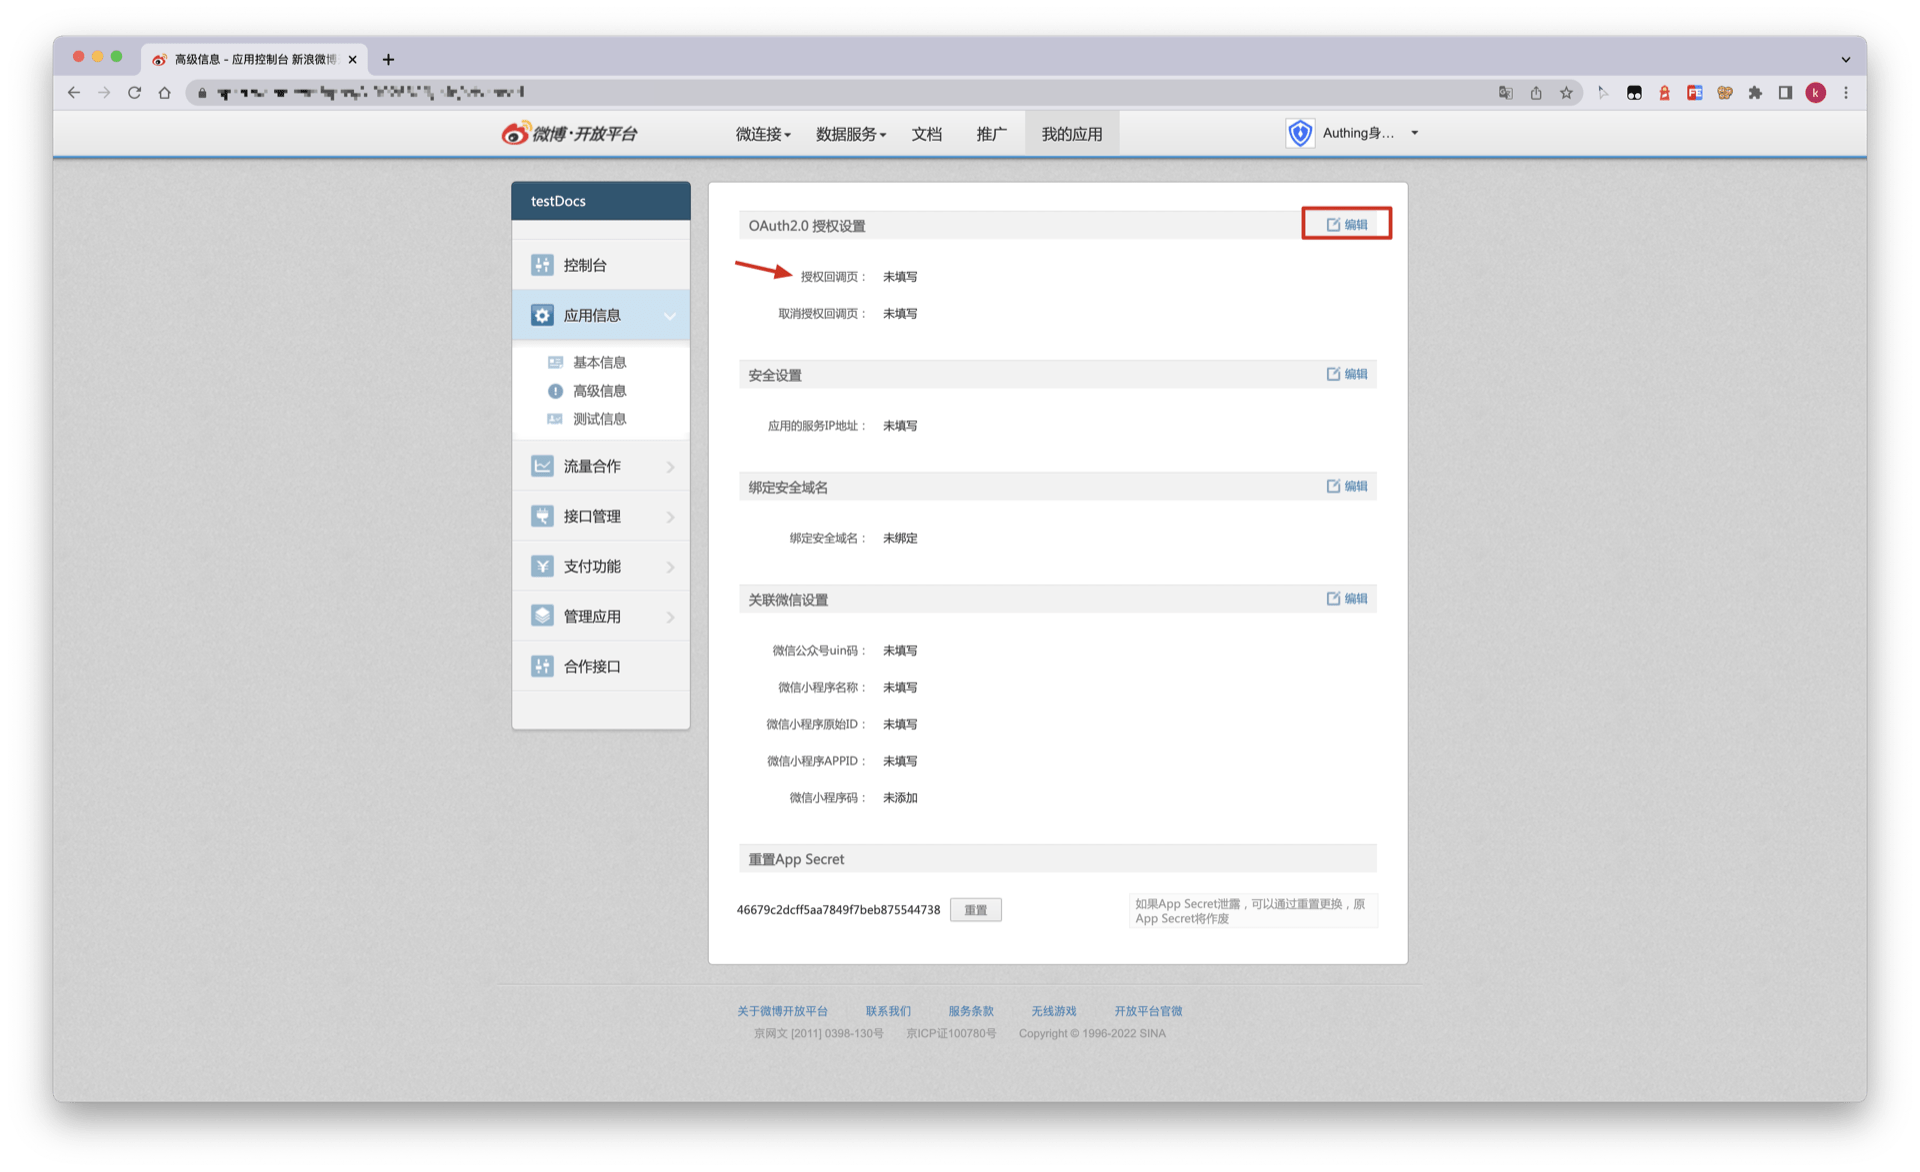 高级信息 - 应用控制台 新浪微博
微博·开放平台
微连接 数据服务 文档 推广 我的应用
Authing身...
testDocs
控制台
应用信息
基本信息
高级信息
测试信息
流量合作
接口管理
支付功能
管理应用
合作接口
OAuth2.0 授权设置 编辑
授权回调页： 未填写
取消授权回调页： 未填写
安全设置 编辑
应用的服务IP地址： 未填写
绑定安全域名 编辑
绑定安全域名： 未绑定
关联微信设置 编辑
微信公众号uin码： 未填写
微信小程序名称： 未填写
微信小程序原始ID： 未填写
微信小程序APPID： 未填写
微信小程序码： 未添加
重置App Secret
46679c2dcff5aa7849f7beb875544738 重置
如果App Secret泄露，可以通过重置更换，原
App Secret将作废
关于微博开放平台 联系我们 服务条款 无线游戏 开放平台官微
京网文 [2011] 0398-130号 京ICP证100780号 Copyright © 1996-2022 SINA